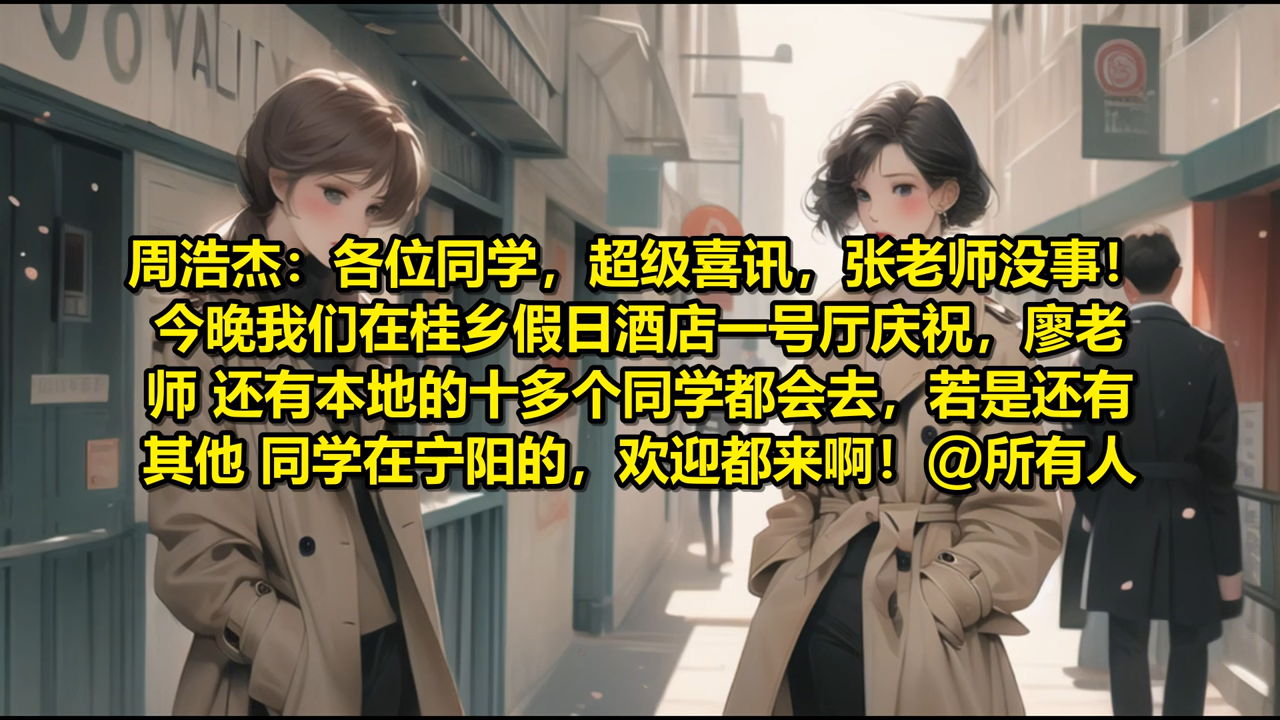 OYALITY
周浩杰：各位同学，超级喜讯，张老师没事！
今晚我们在桂乡假日酒店一号厅庆祝，廖老
师 还有本地的十多个同学都会去，若是还有
其他 同学在宁阳的，欢迎都来啊！@所有人